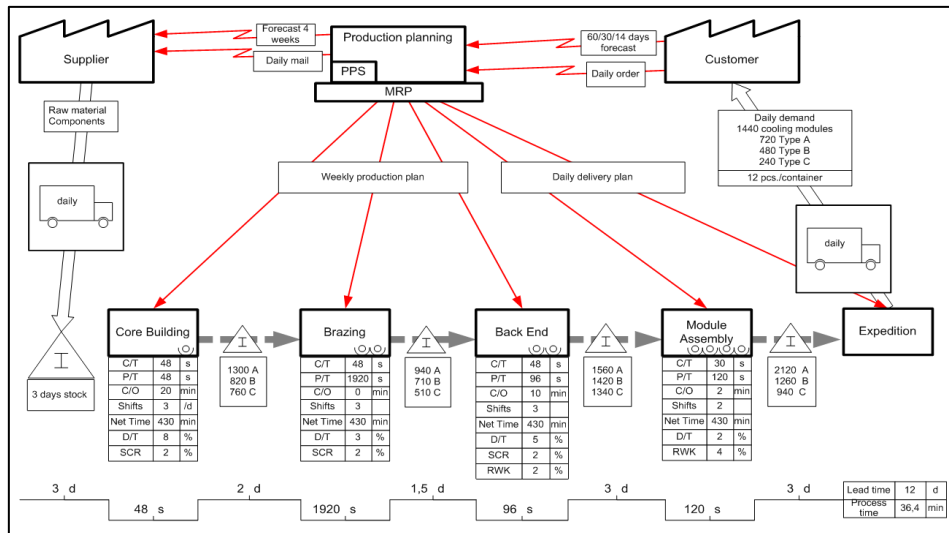 Supplier
Forecast 4
weeks
Daily mail
Production planning
PPS
MRP
60/30/14 days
forecast
Daily order
Customer
Raw material
Components
daily
Weekly production plan
Daily delivery plan
Daily demand
1440 cooling modules
720 Type A
480 Type B
240 Type C
12 pcs./container
daily
I
3 days stock
Core Building
C/T 48 s
P/T 48 s
C/O 20 min
Shifts 3 /d
Net Time 430 min
D/T 8 %
SCR 2 %
I
1300 A
820 B
760 C
Brazing
C/T 48 s
P/T 1920 s
C/O 0 min
Shifts 3
Net Time 430 min
D/T 3 %
SCR 2 %
I
940 A
710 B
510 C
Back End
C/T 48 s
P/T 96 s
C/O 10 min
Shifts 3
Net Time 430 min
D/T 5 %
SCR 2 %
RWK 2 %
I
1560 A
1420 B
1340 C
Module
Assembly
C/T 30 s
P/T 120 s
C/O 2 min
Shifts 2
Net Time 430 min
D/T 2 %
RWK 4 %
I
2120 A
1260 B
940 C
Expedition
3 d
48 s
2 d
1920 s
1,5 d
96 s
3 d
120 s
3 d
Lead time 12 d
Process
time 36,4 min